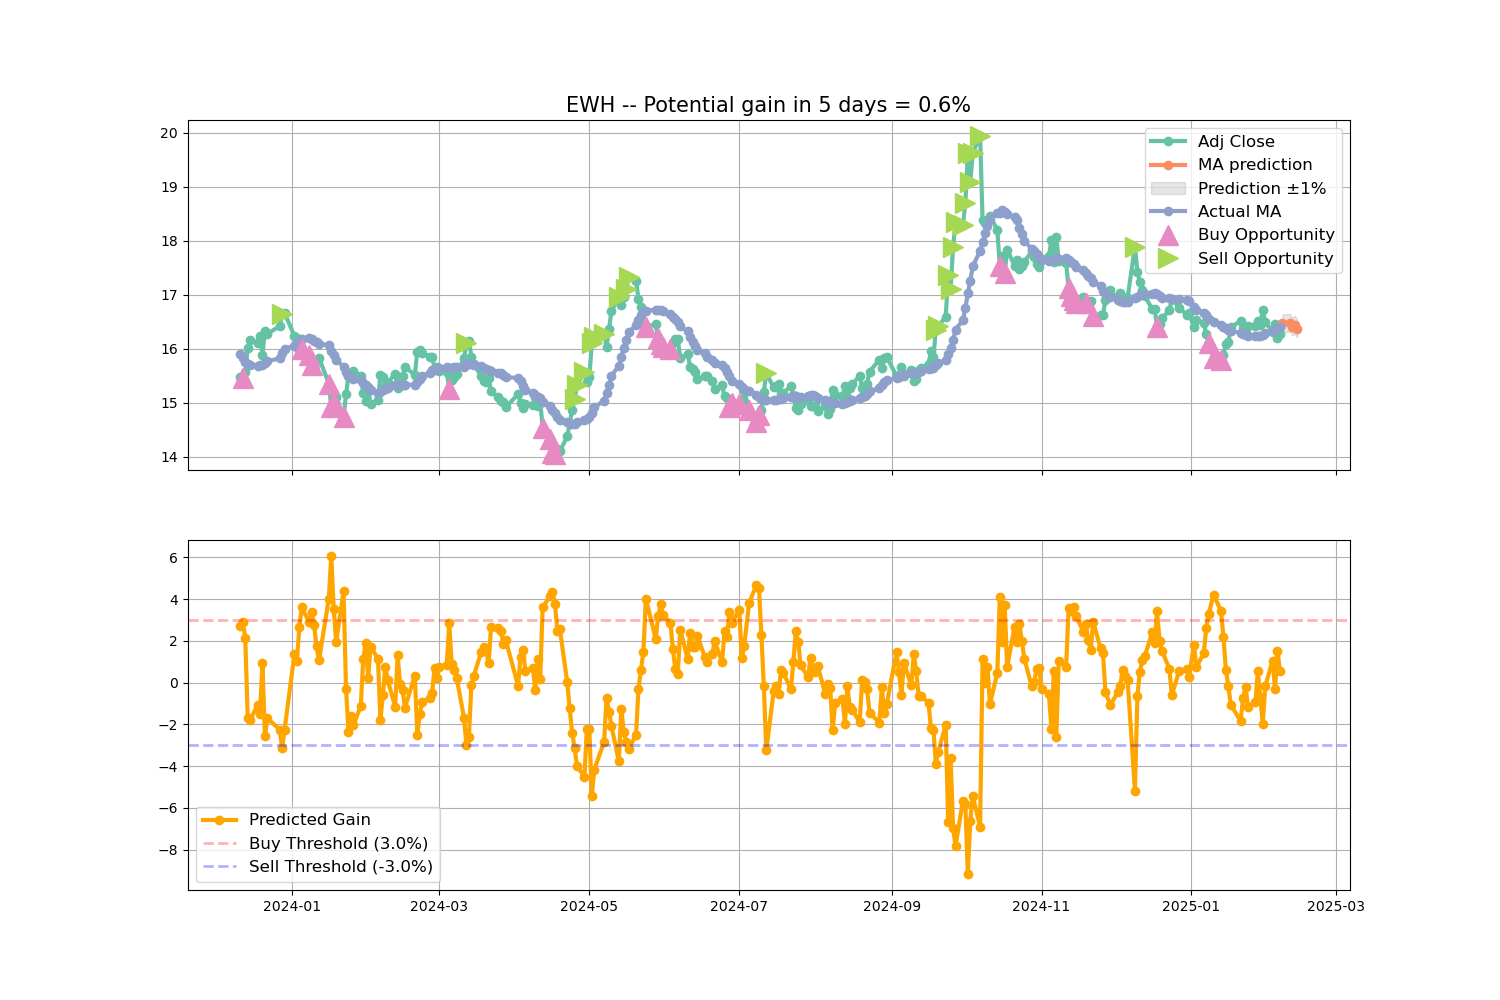 EWH -- Potential gain in 5 days = 0.6%
20
19
18
17
16
15
14
Adj Close
MA prediction
Prediction ±1%
Actual MA
Buy Opportunity
Sell Opportunity
6
4
2
0
−2
−4
−6
−8
Predicted Gain
Buy Threshold (3.0%)
Sell Threshold (-3.0%)
2024-01
2024-03
2024-05
2024-07
2024-09
2024-11
2025-01
2025-03